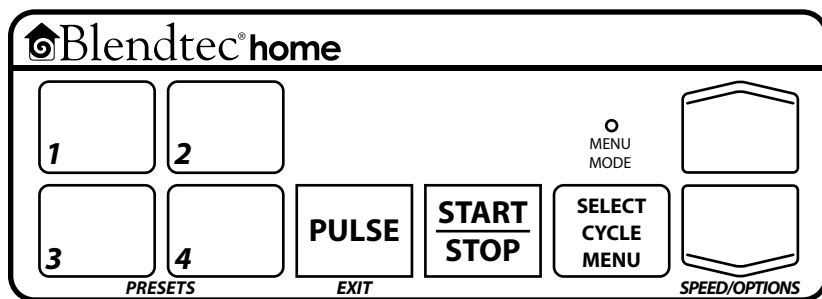 Blendtec® home
1
2
MENU
MODE
3
4
PULSE
START
STOP
SELECT
CYCLE
MENU
PRESETS
EXIT
SPEED/OPTIONS